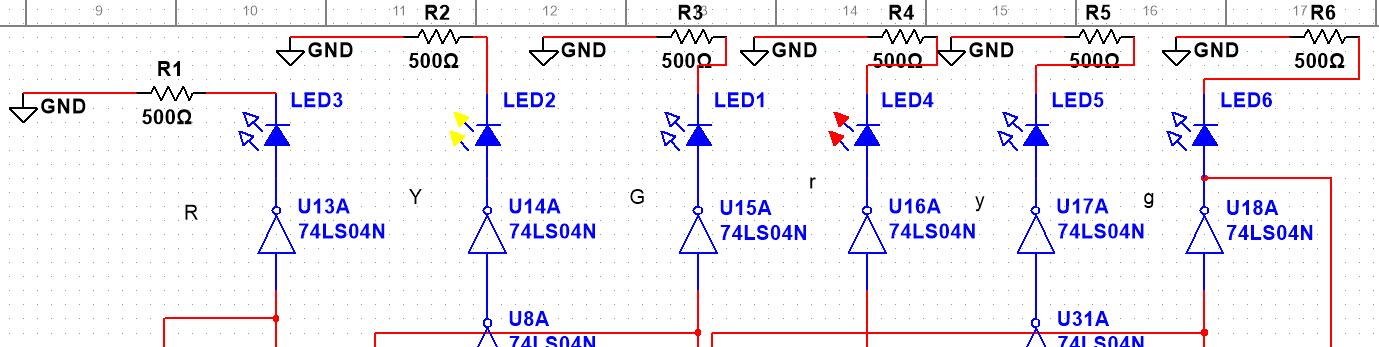 9 10 11 12 13 14 15 16 17
R2 R3 R4 R5 R6
GND 500Ω GND 500Ω GND 500Ω GND 500Ω GND 500Ω
R1
GND 500Ω
LED3 LED2 LED1 LED4 LED5 LED6
R Y G r y g
U13A U14A U15A U16A U17A U18A
74LS04N 74LS04N 74LS04N 74LS04N 74LS04N 74LS04N
U8A U31A
74LS04N 74LS04N